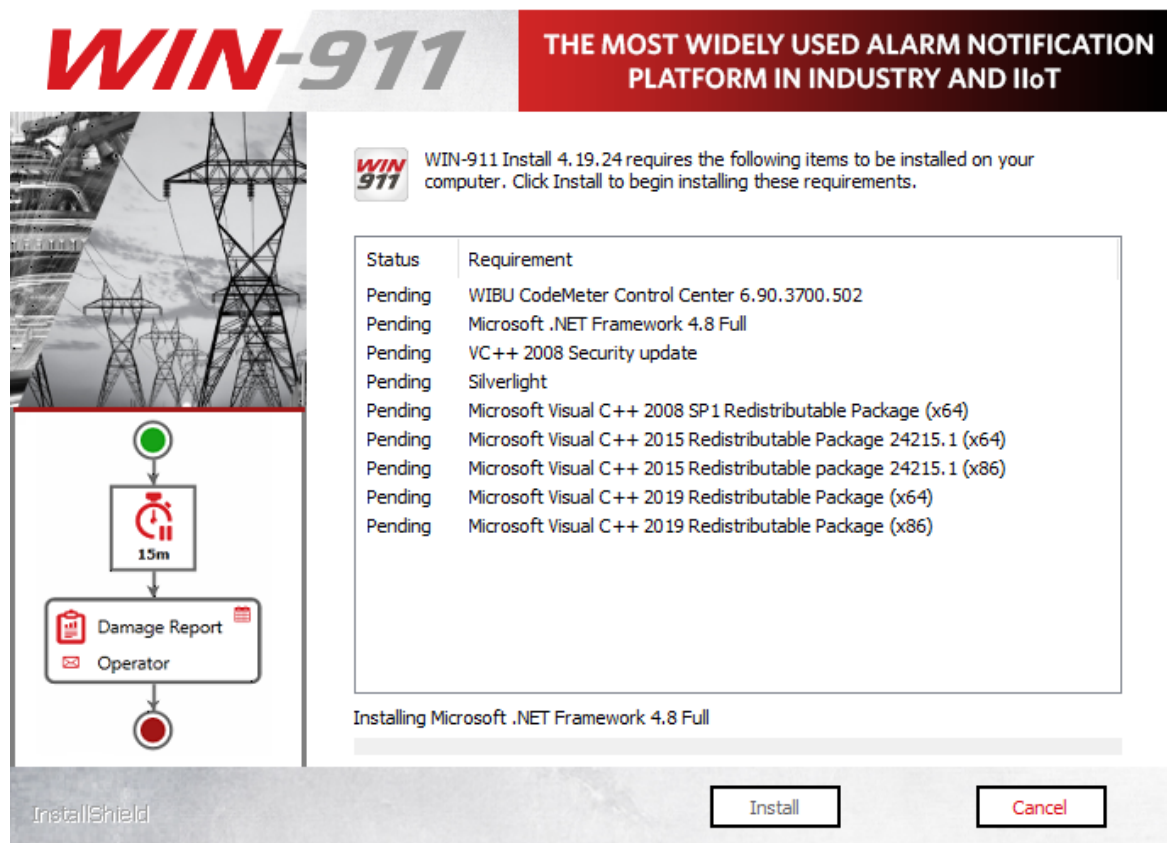 WIN-911
THE MOST WIDELY USED ALARM NOTIFICATION
PLATFORM IN INDUSTRY AND IIoT
WIN
911
WIN-911 Install 4.19.24 requires the following items to be installed on your
computer. Click Install to begin installing these requirements.
Status Requirement
Pending WIBU CodeMeter Control Center 6.90.3700.502
Pending Microsoft .NET Framework 4.8 Full
Pending VC++ 2008 Security update
Pending Silverlight
Pending Microsoft Visual C++ 2008 SP1 Redistributable Package (x64)
Pending Microsoft Visual C++ 2015 Redistributable Package 24215.1 (x64)
Pending Microsoft Visual C++ 2015 Redistributable package 24215.1 (x86)
Pending Microsoft Visual C++ 2019 Redistributable Package (x64)
Pending Microsoft Visual C++ 2019 Redistributable Package (x86)
15m
Damage Report
Operator
Installing Microsoft .NET Framework 4.8 Full
InstallShield
Install
Cancel